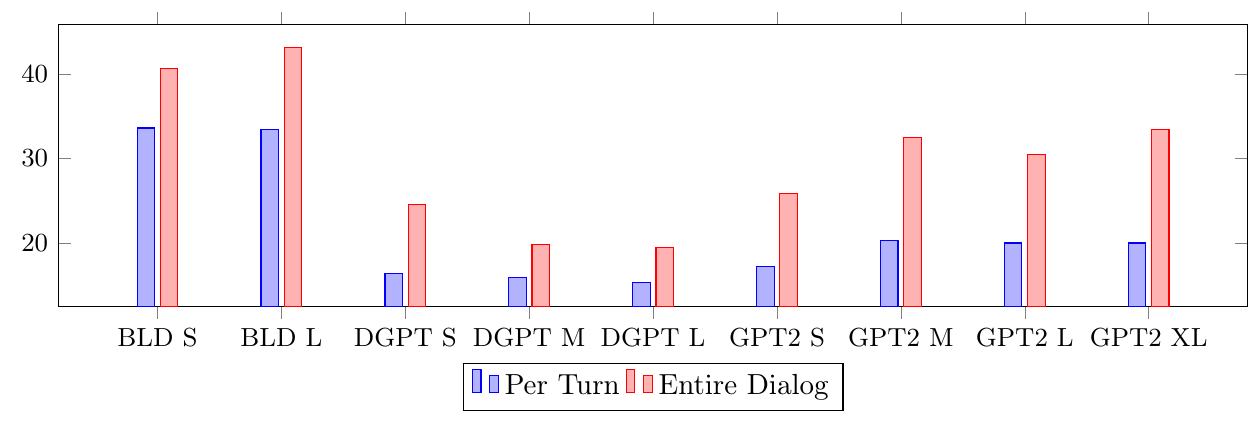 40
30
20
BLD S BLD L DGPT S DGPT M DGPT L GPT2 S GPT2 M GPT2 L GPT2 XL
Per Turn Entire Dialog